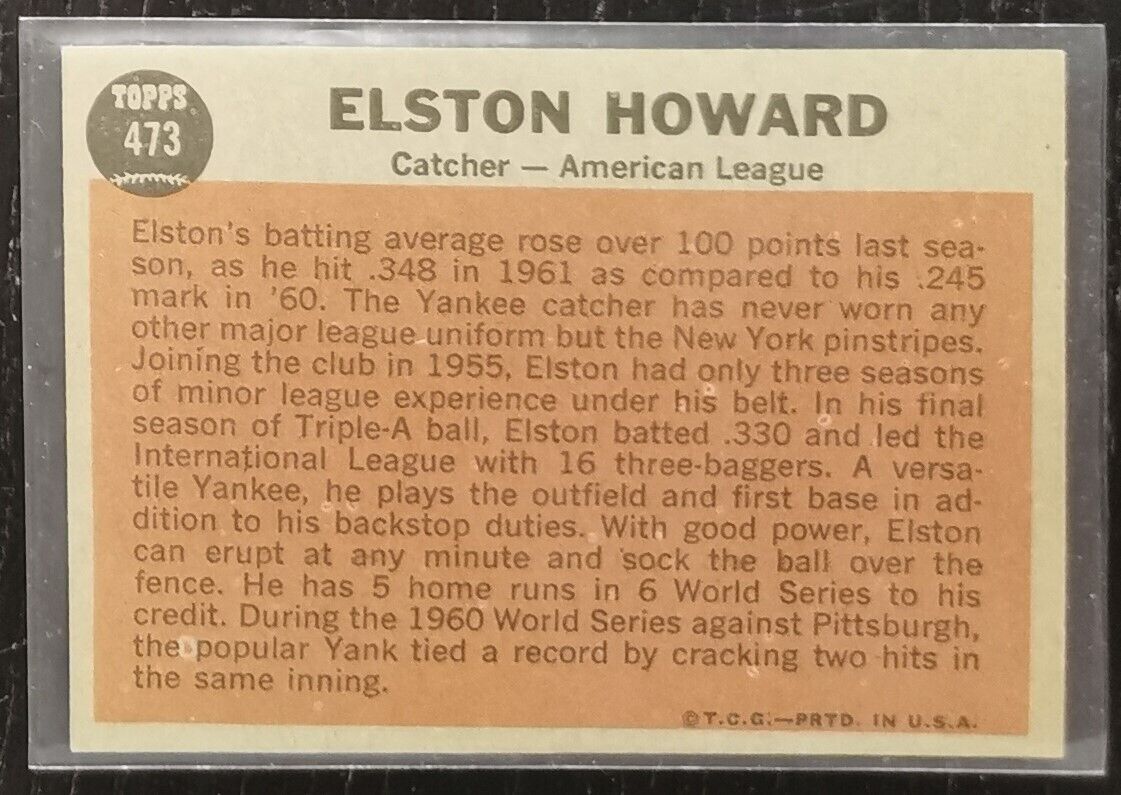 TOPPS
473
ELSTON HOWARD
Catcher — American League
Elston's batting average rose over 100 points last sea-
son, as he hit .348 in 1961 as compared to his .245
mark in '60. The Yankee catcher has never worn any
other major league uniform but the New York pinstripes.
Joining the club in 1955, Elston had only three seasons
of minor league experience under his belt. In his final
season of Triple-A ball, Elston batted .330 and led the
International League with 16 three-baggers. A versa-
tile Yankee, he plays the outfield and first base in ad-
dition to his backstop duties. With good power, Elston
can erupt at any minute and sock the ball over the
fence. He has 5 home runs in 6 World Series to his
credit. During the 1960 World Series against Pittsburgh,
the popular Yank tied a record by cracking two hits in
the same inning.
©T.C.G.—PRTD. IN U.S.A.